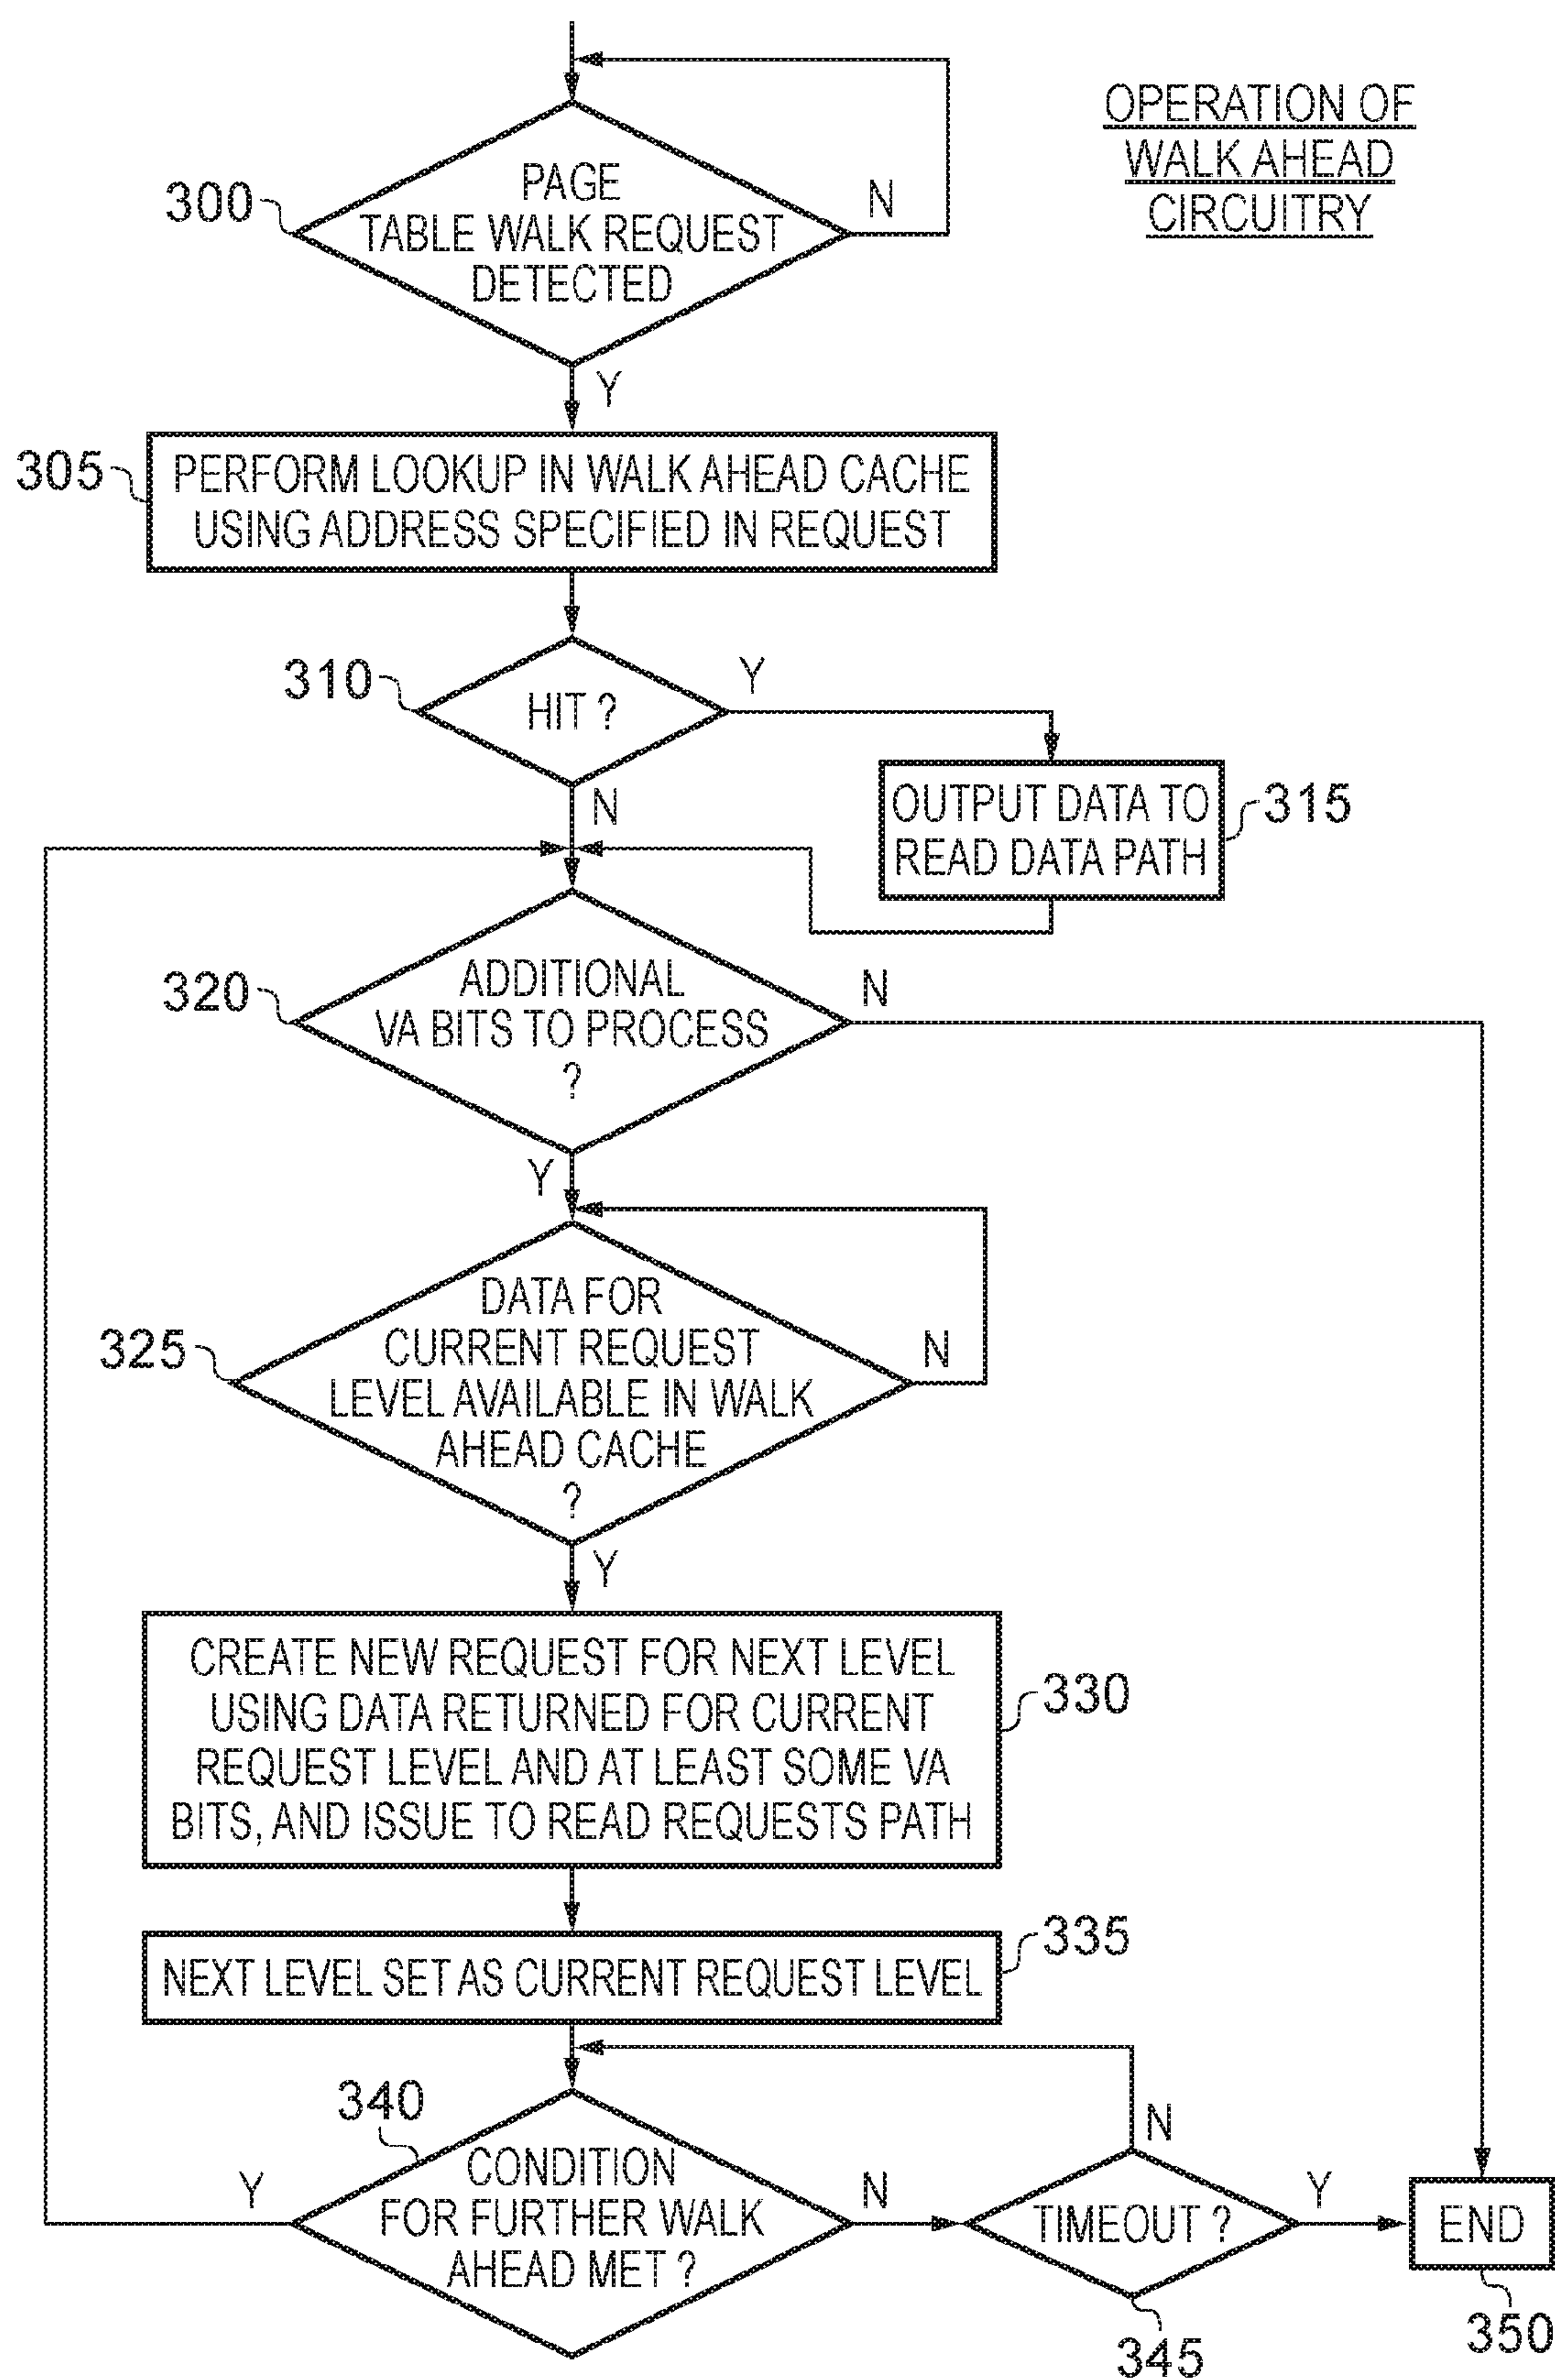 OPERATION OF
WALK AHEAD
CIRCUITRY
300
PAGE
TABLE WALK REQUEST
DETECTED
N
Y
305
PERFORM LOOKUP IN WALK AHEAD CACHE
USING ADDRESS SPECIFIED IN REQUEST
310
HIT ?
Y
N
OUTPUT DATA TO
READ DATA PATH
315
320
ADDITIONAL
VA BITS TO PROCESS
?
N
Y
325
DATA FOR
CURRENT REQUEST
LEVEL AVAILABLE IN WALK
AHEAD CACHE
?
N
Y
CREATE NEW REQUEST FOR NEXT LEVEL
USING DATA RETURNED FOR CURRENT
REQUEST LEVEL AND AT LEAST SOME VA
BITS, AND ISSUE TO READ REQUESTS PATH
330
NEXT LEVEL SET AS CURRENT REQUEST LEVEL
335
340
CONDITION
FOR FURTHER WALK
AHEAD MET ?
Y
N
TIMEOUT ?
N
Y
345
END
350